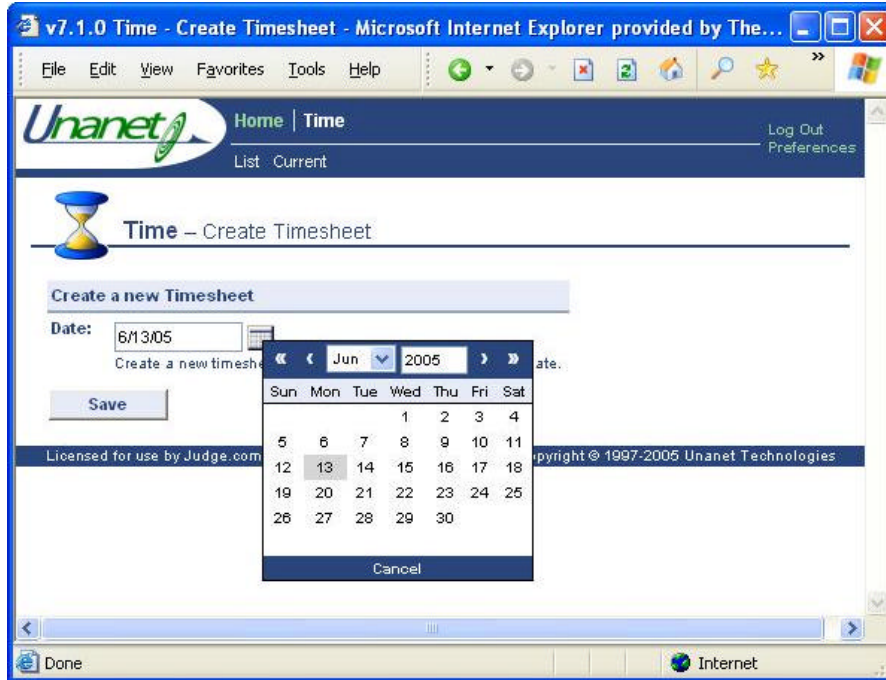 v7.1.0 Time - Create Timesheet - Microsoft Internet Explorer provided by The...
File Edit View Favorites Tools Help »
Unanet
Home | Time
Log Out
Preferences
List Current
Time – Create Timesheet
Create a new Timesheet
Date: 6/13/05
Create a new timeshe ate.
« ‹ Jun 2005 › »
Sun Mon Tue Wed Thu Fri Sat
1 2 3 4
5 6 7 8 9 10 11
12 13 14 15 16 17 18
19 20 21 22 23 24 25
26 27 28 29 30
Cancel
Save
Licensed for use by Judge.com pyright © 1997-2005 Unanet Technologies
Done Internet